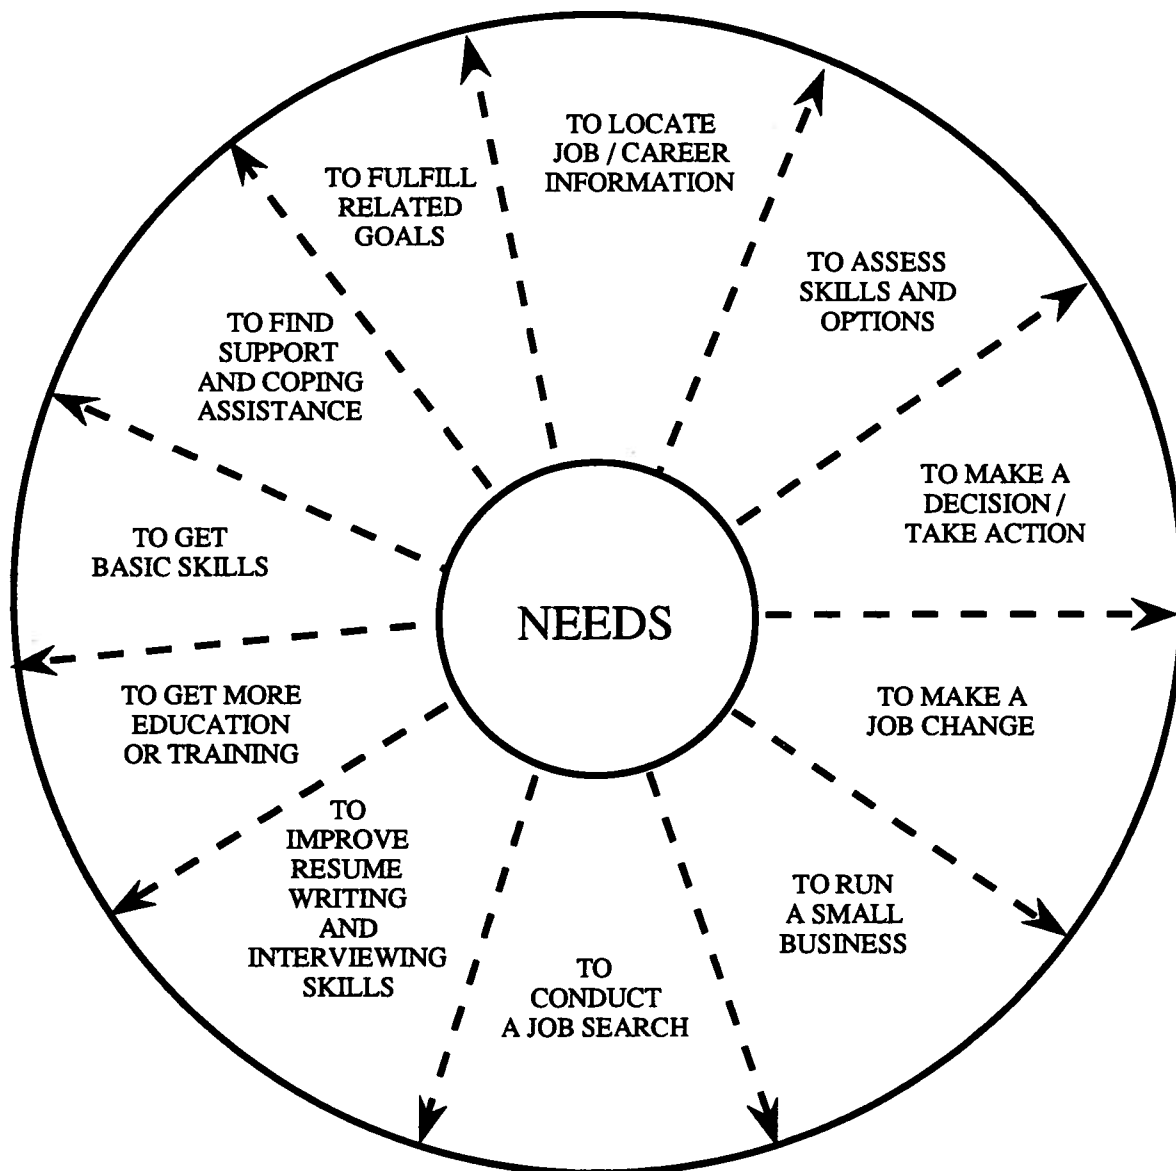 TO LOCATE
JOB / CAREER
INFORMATION
TO ASSESS
SKILLS AND
OPTIONS
TO MAKE A
DECISION /
TAKE ACTION
TO MAKE A
JOB CHANGE
TO RUN
A SMALL
BUSINESS
TO
CONDUCT
A JOB SEARCH
TO
IMPROVE
RESUME
WRITING
AND
INTERVIEWING
SKILLS
TO GET MORE
EDUCATION
OR TRAINING
TO GET
BASIC SKILLS
TO FIND
SUPPORT
AND COPING
ASSISTANCE
TO FULFILL
RELATED
GOALS
NEEDS